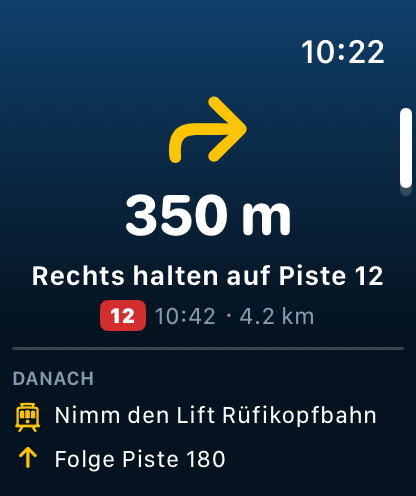 10:22
350 m
Rechts halten auf Piste 12
12 10:42 · 4.2 km
DANACH
Nimm den Lift Rüfikopfbahn
Folge Piste 180